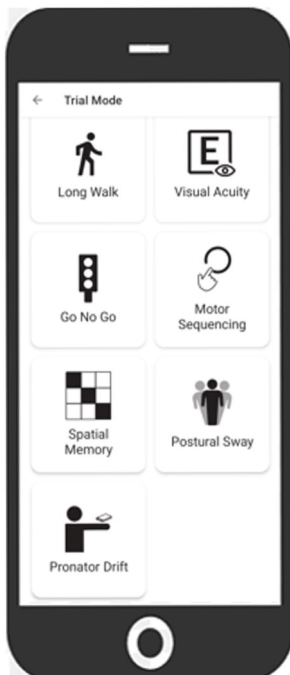 ← Trial Mode
Long Walk
E
Visual Acuity
Go No Go
Motor
Sequencing
Spatial
Memory
Postural Sway
Pronator Drift